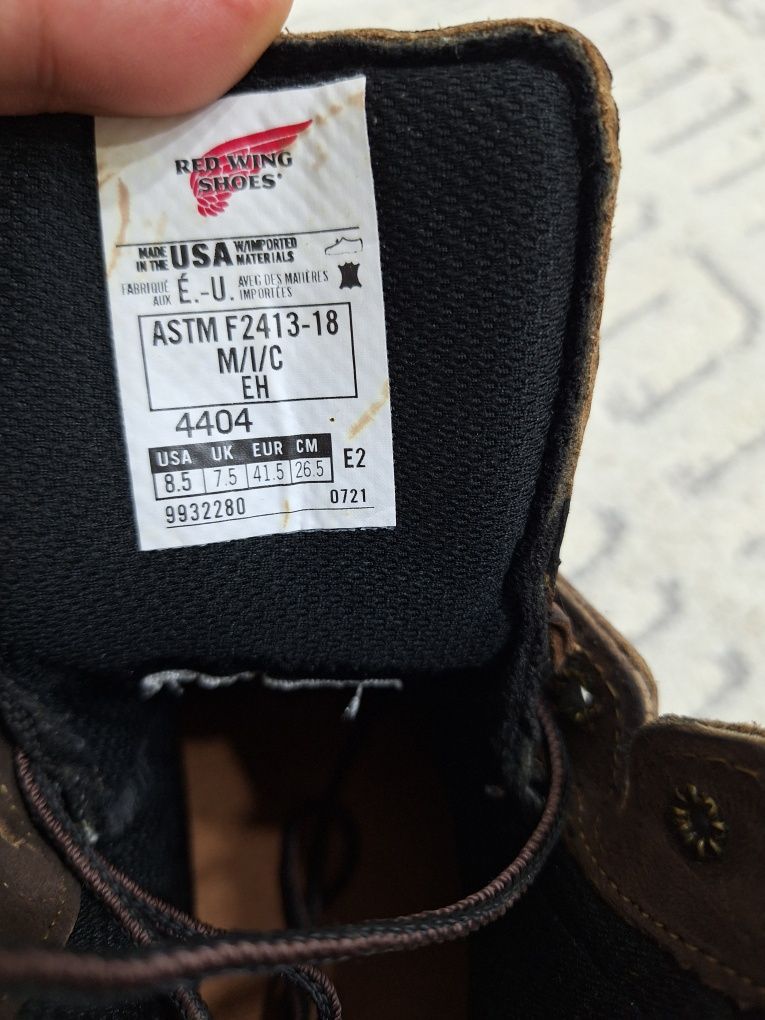 RED WING
SHOES®
MADE IN THE USA W/IMPORTED MATERIALS
FABRIQUÉ AUX É.-U. AVEC DES MATIÈRES IMPORTÉES
ASTM F2413-18
M/I/C
EH
4404
USA UK EUR CM
8.5 7.5 41.5 26.5 E2
9932280 0721